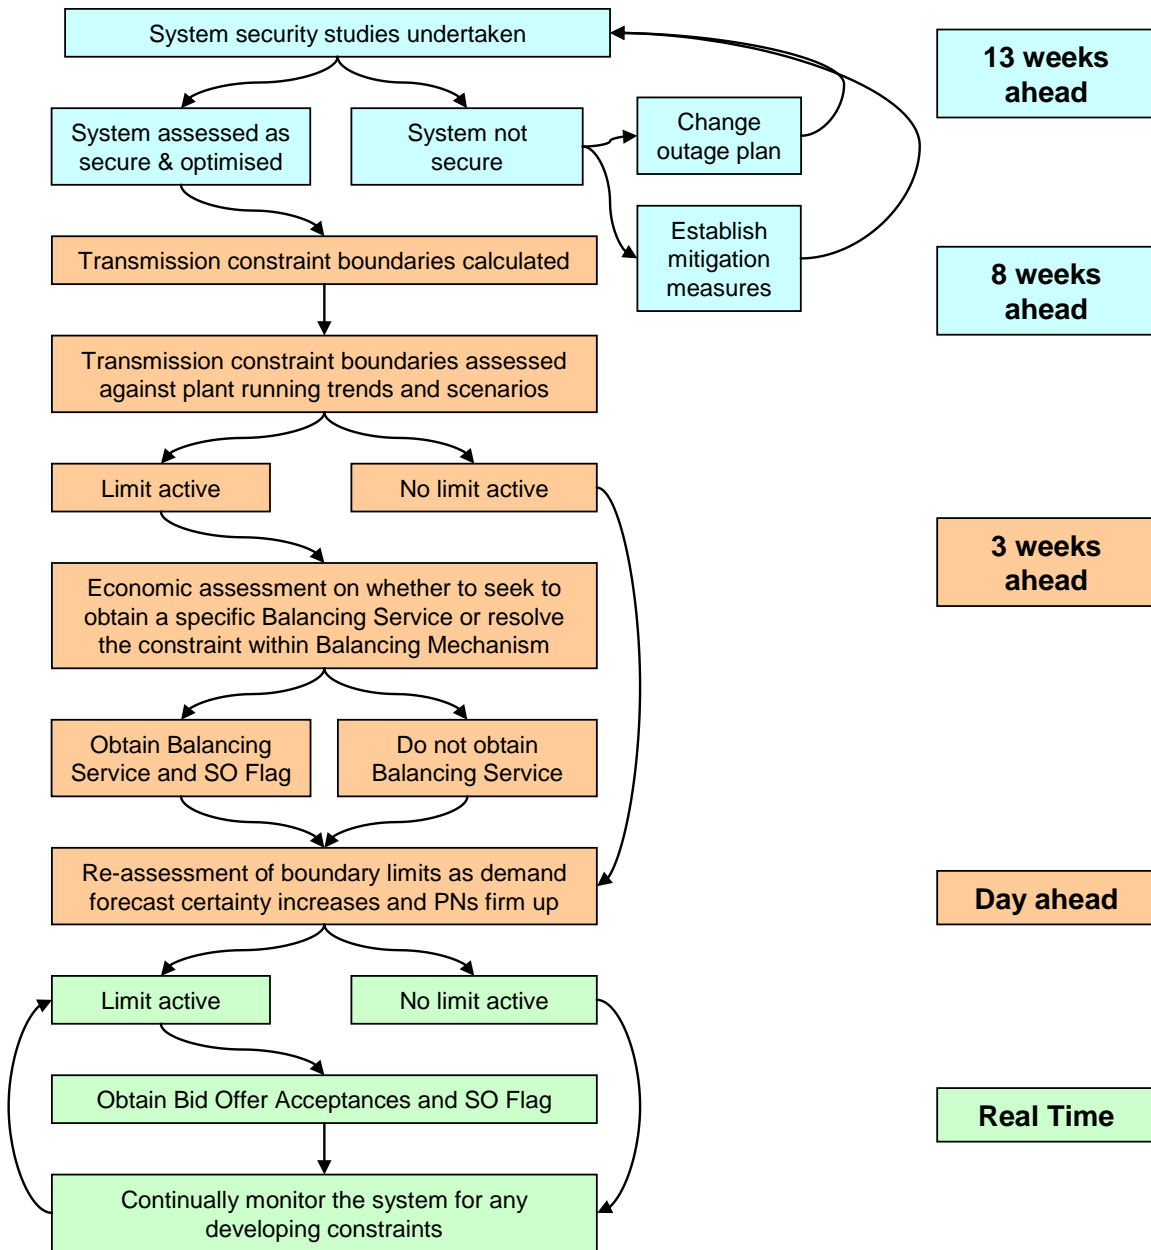 System security studies undertaken
13 weeks
ahead
System assessed as
secure & optimised
System not
secure
Change
outage plan
Establish
mitigation
measures
Transmission constraint boundaries calculated
8 weeks
ahead
Transmission constraint boundaries assessed
against plant running trends and scenarios
Limit active
No limit active
3 weeks
ahead
Economic assessment on whether to seek to
obtain a specific Balancing Service or resolve
the constraint within Balancing Mechanism
Obtain Balancing
Service and SO Flag
Do not obtain
Balancing Service
Re-assessment of boundary limits as demand
forecast certainty increases and PNs firm up
Day ahead
Limit active
No limit active
Obtain Bid Offer Acceptances and SO Flag
Real Time
Continually monitor the system for any
developing constraints